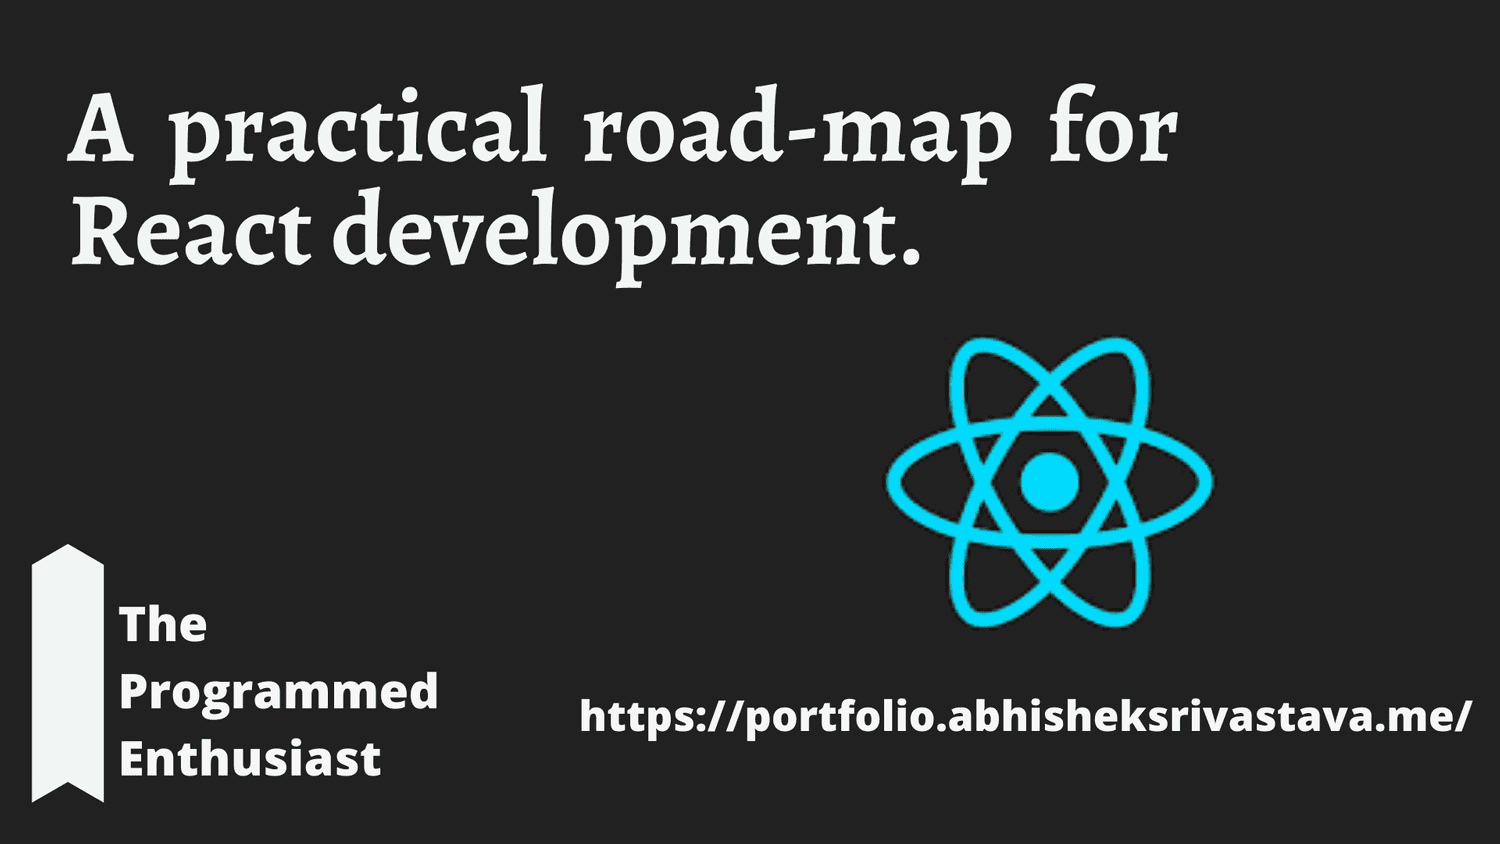 A practical road-map for
React development.
The
Programmed
Enthusiast
https://portfolio.abhisheksrivastava.me/